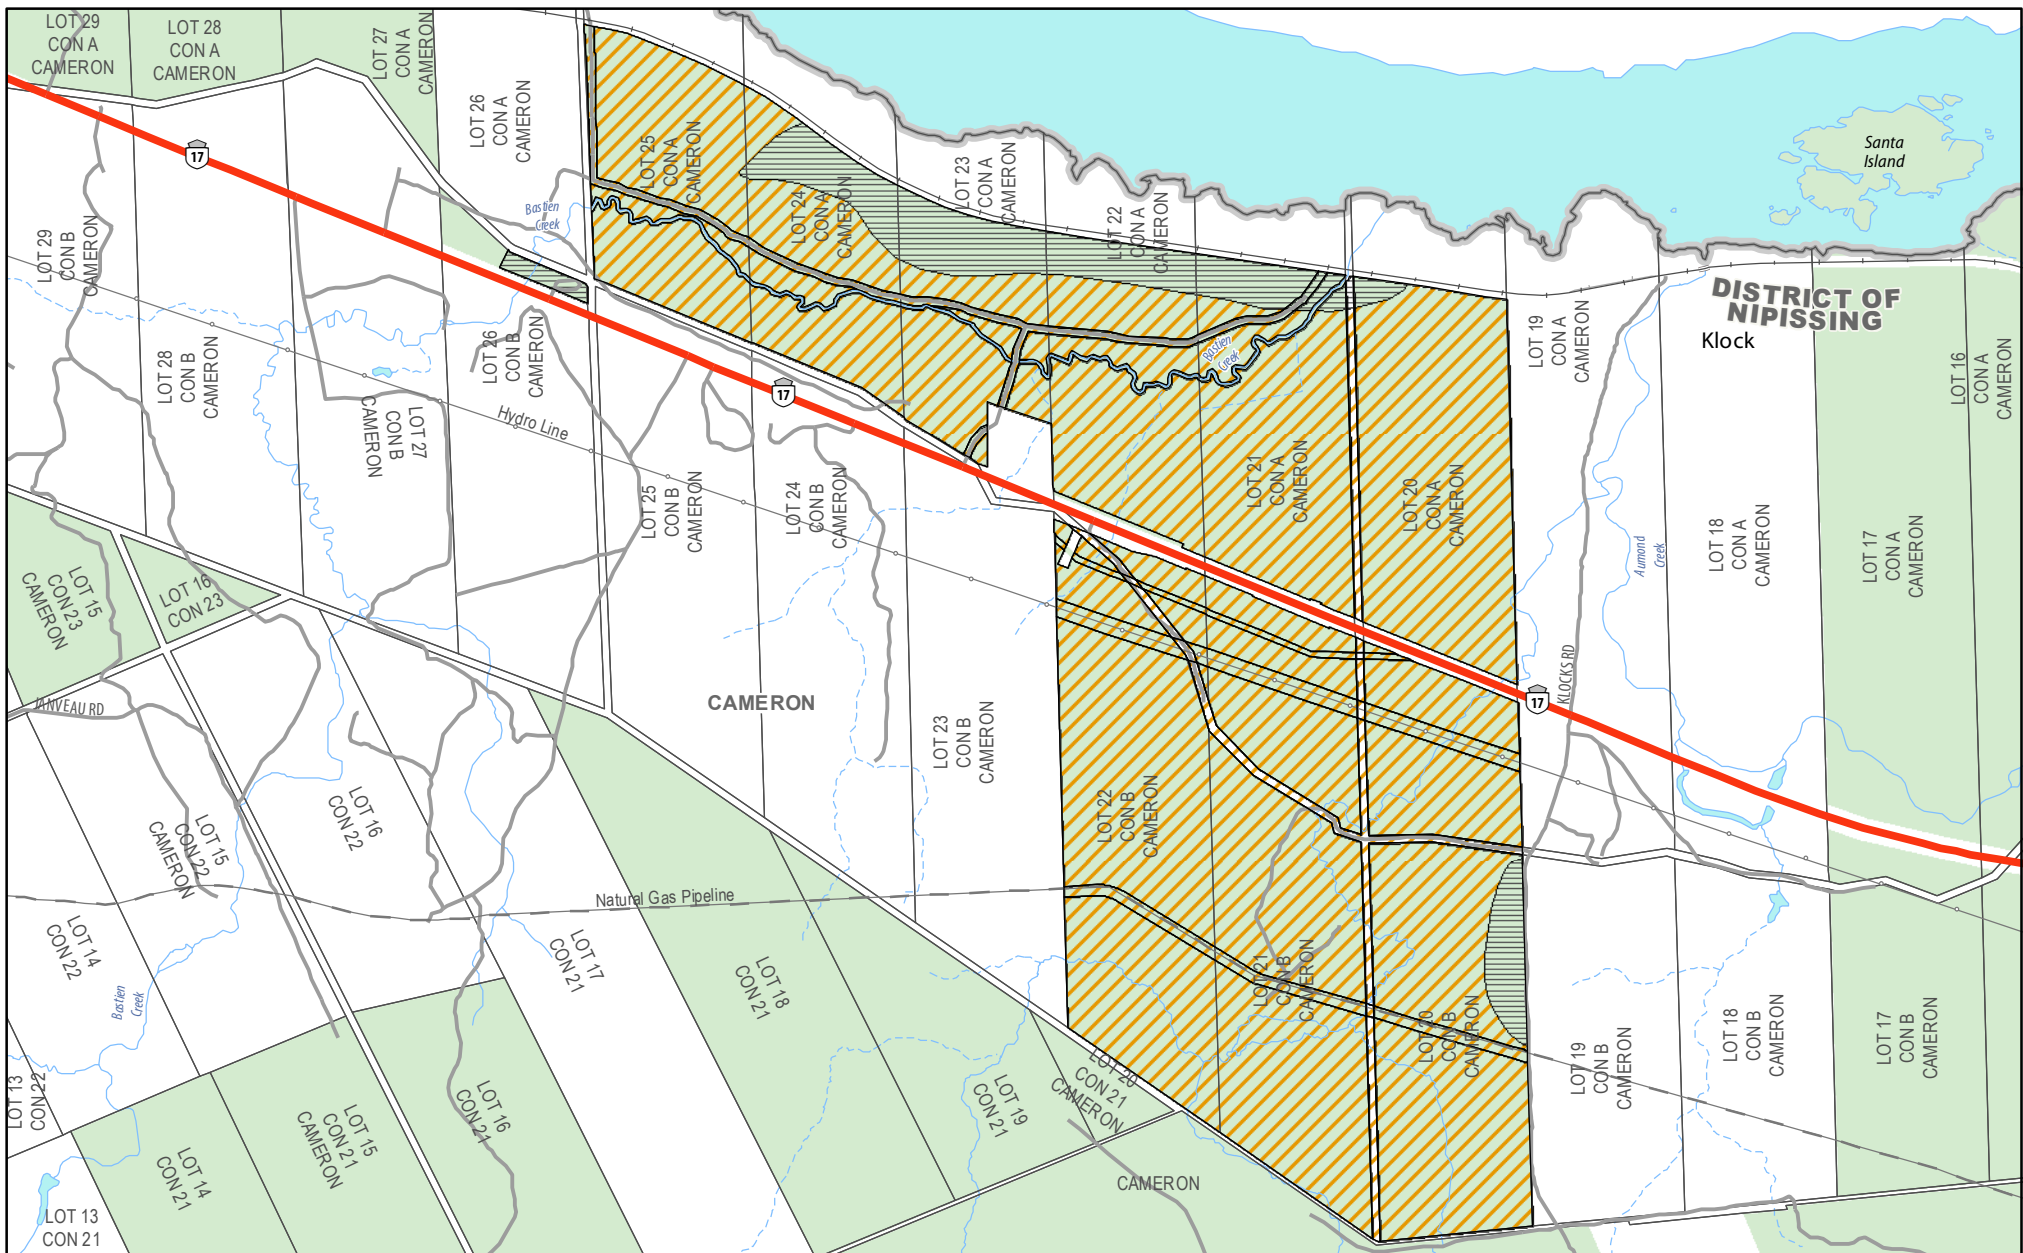 LOT 29
CON A
CAMERON
LOT 28
CON A
CAMERON
LOT 27
CON A
CAMERON
LOT 26
CON A
CAMERON
LOT 25
CON A
CAMERON
LOT 24
CON A
CAMERON
LOT 23
CON A
CAMERON
LOT 22
CON A
CAMERON
Santa
Island
17
Bastien
Creek
LOT 29
CON B
CAMERON
LOT 28
CON B
CAMERON
LOT 27
CON B
CAMERON
LOT 26
CON B
CAMERON
Hydro Line
17
LOT 25
CON B
CAMERON
LOT 24
CON B
CAMERON
Bastien
Creek
LOT 21
CON A
CAMERON
LOT 20
CON A
CAMERON
LOT 19
CON A
CAMERON
DISTRICT OF
NIPISSING
Klock
LOT 16
CON A
CAMERON
LOT 18
CON A
CAMERON
LOT 17
CON A
CAMERON
Aumond
Creek
KLOCKS RD
17
LOT 15
CON 23
CAMERON
LOT 16
CON 23
JANVEAU RD
CAMERON
LOT 23
CON B
CAMERON
LOT 22
CON B
CAMERON
LOT 15
CON 22
CAMERON
LOT 16
CON 22
Natural Gas Pipeline
LOT 14
CON 22
Bastien
Creek
LOT 17
CON 21
LOT 18
CON 21
LOT 21
CON B
CAMERON
LOT 20
CON B
CAMERON
LOT 19
CON B
CAMERON
LOT 18
CON B
CAMERON
LOT 17
CON B
CAMERON
LOT 13
CON 22
LOT 14
CON 21
LOT 15
CON 21
CAMERON
LOT 16
CON 21
LOT 19
CON 21
LOT 20
CON 21
CAMERON
CAMERON
LOT 13
CON 21